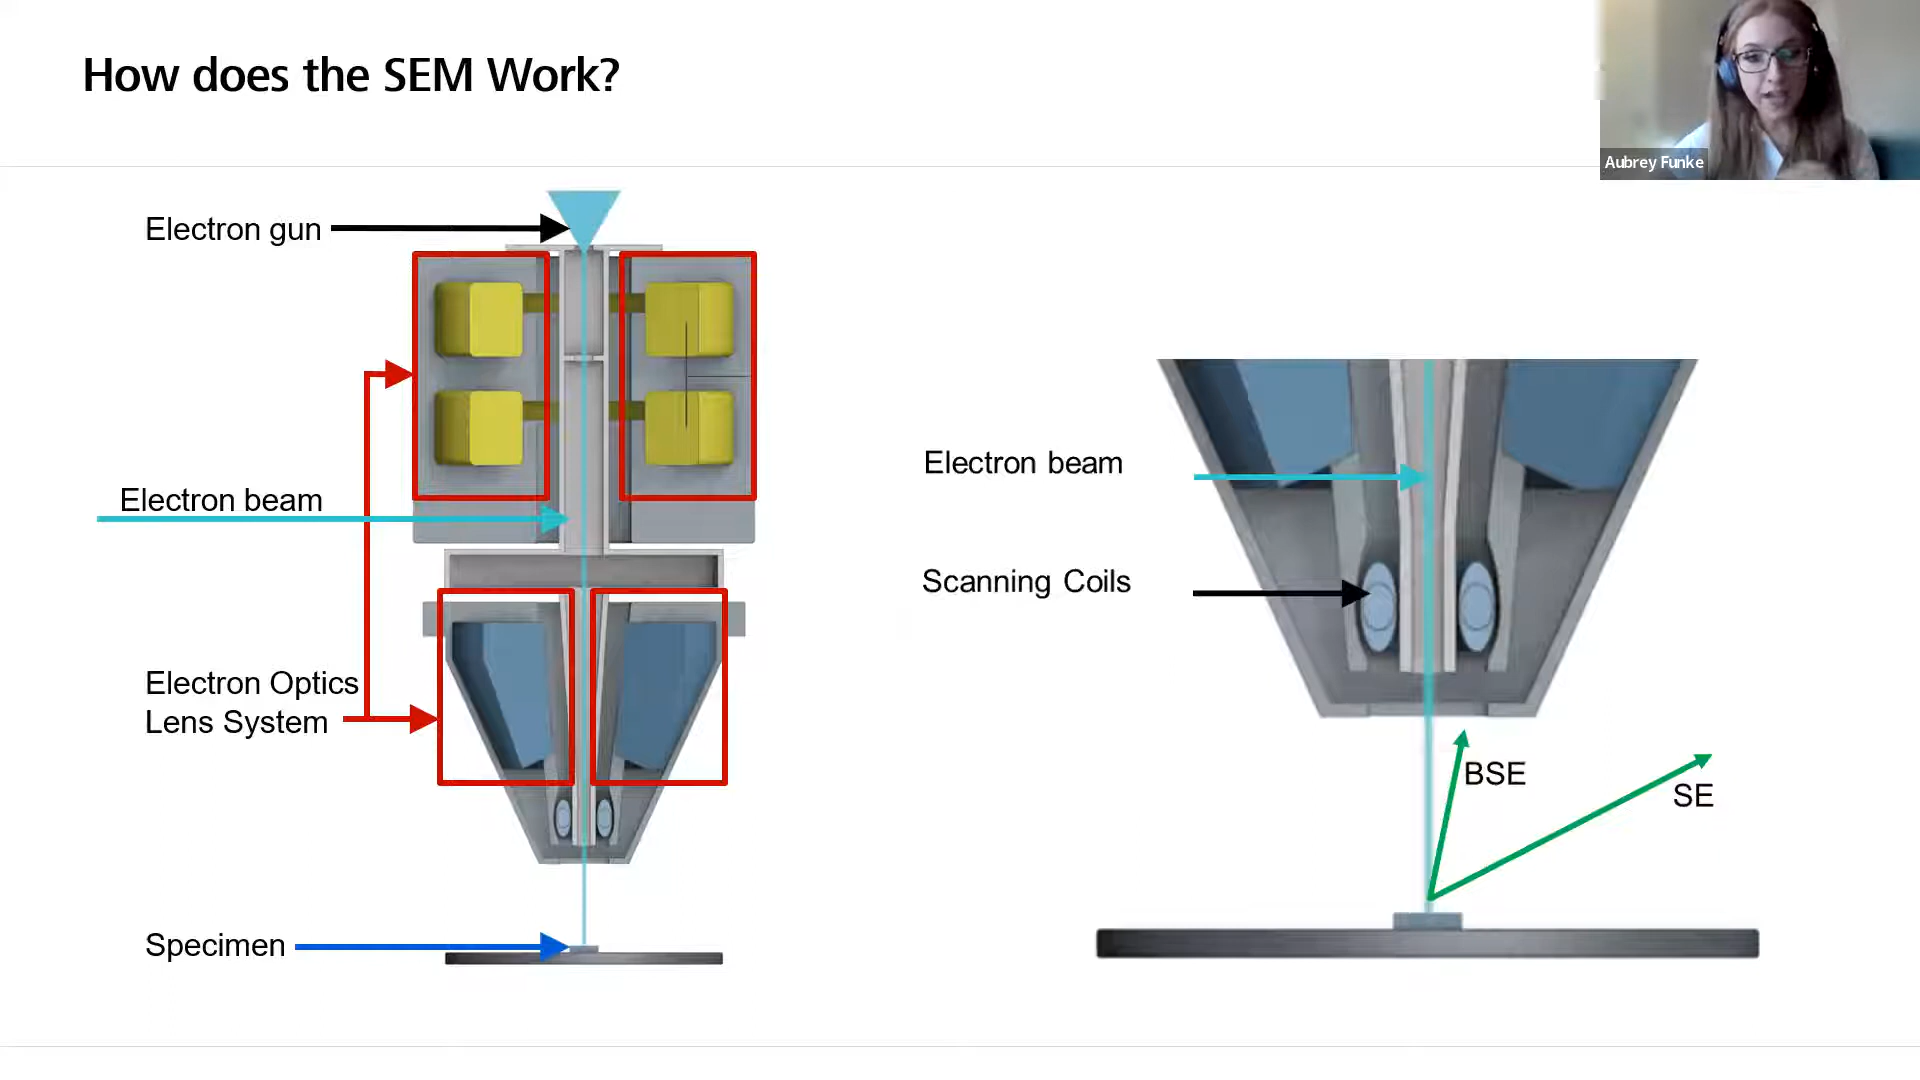 How does the SEM Work?
Aubrey Funke
Electron gun
Electron beam
Electron Optics
Lens System
Specimen
Electron beam
Scanning Coils
BSE
SE